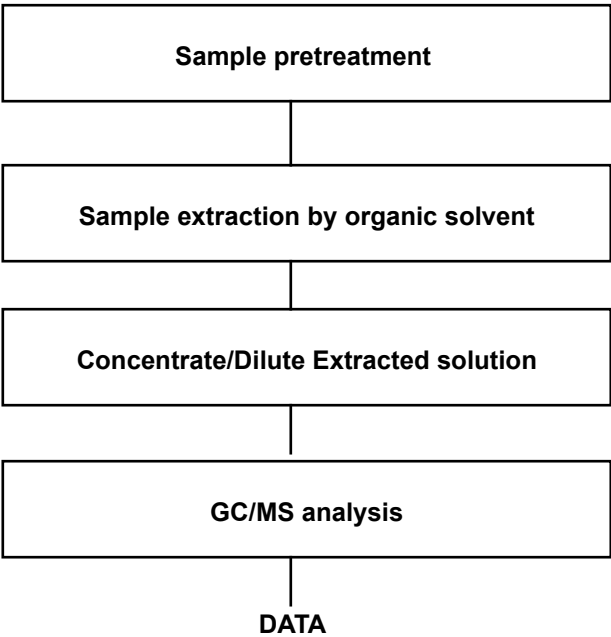 Sample pretreatment
Sample extraction by organic solvent
Concentrate/Dilute Extracted solution
GC/MS analysis
DATA